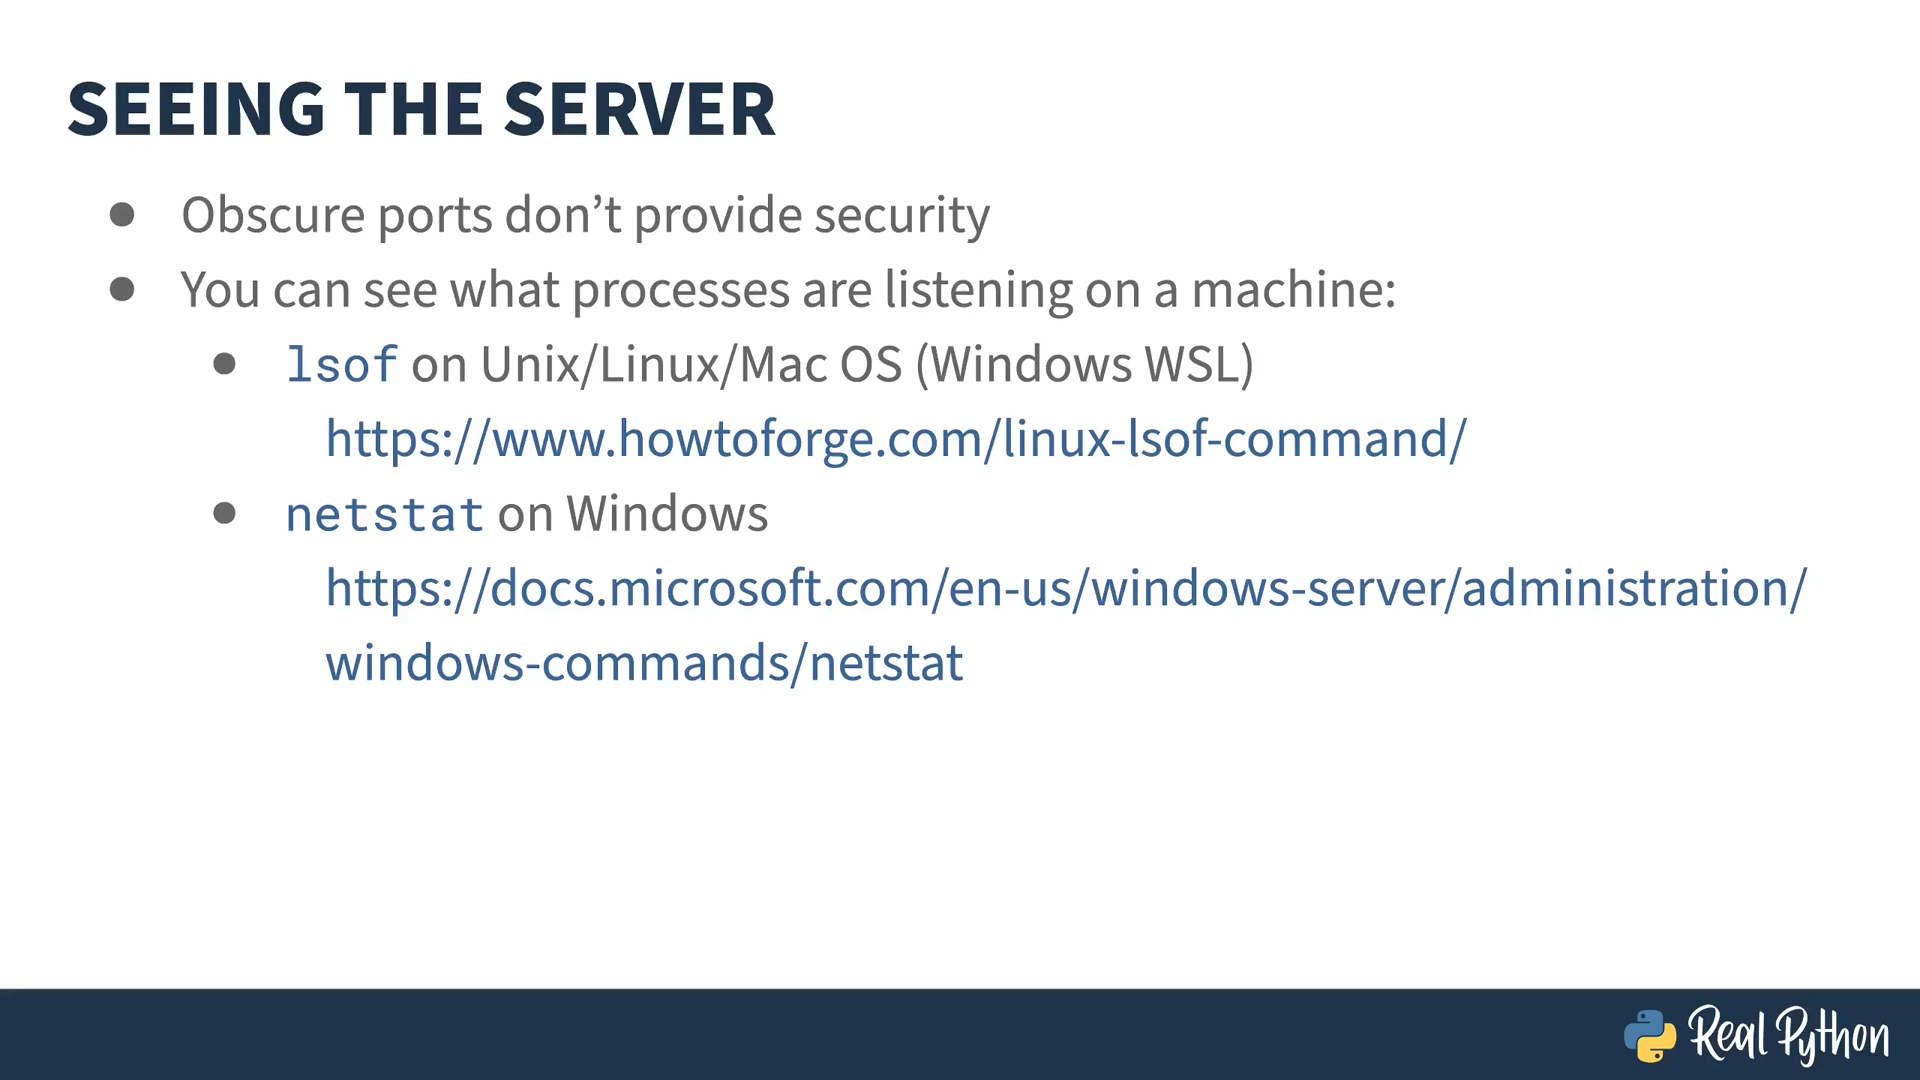 SEEING THE SERVER
● Obscure ports don’t provide security
● You can see what processes are listening on a machine:
● lsof on Unix/Linux/Mac OS (Windows WSL)
https://www.howtoforge.com/linux-lsof-command/
● netstat on Windows
https://docs.microsoft.com/en-us/windows-server/administration/
windows-commands/netstat
Real Python